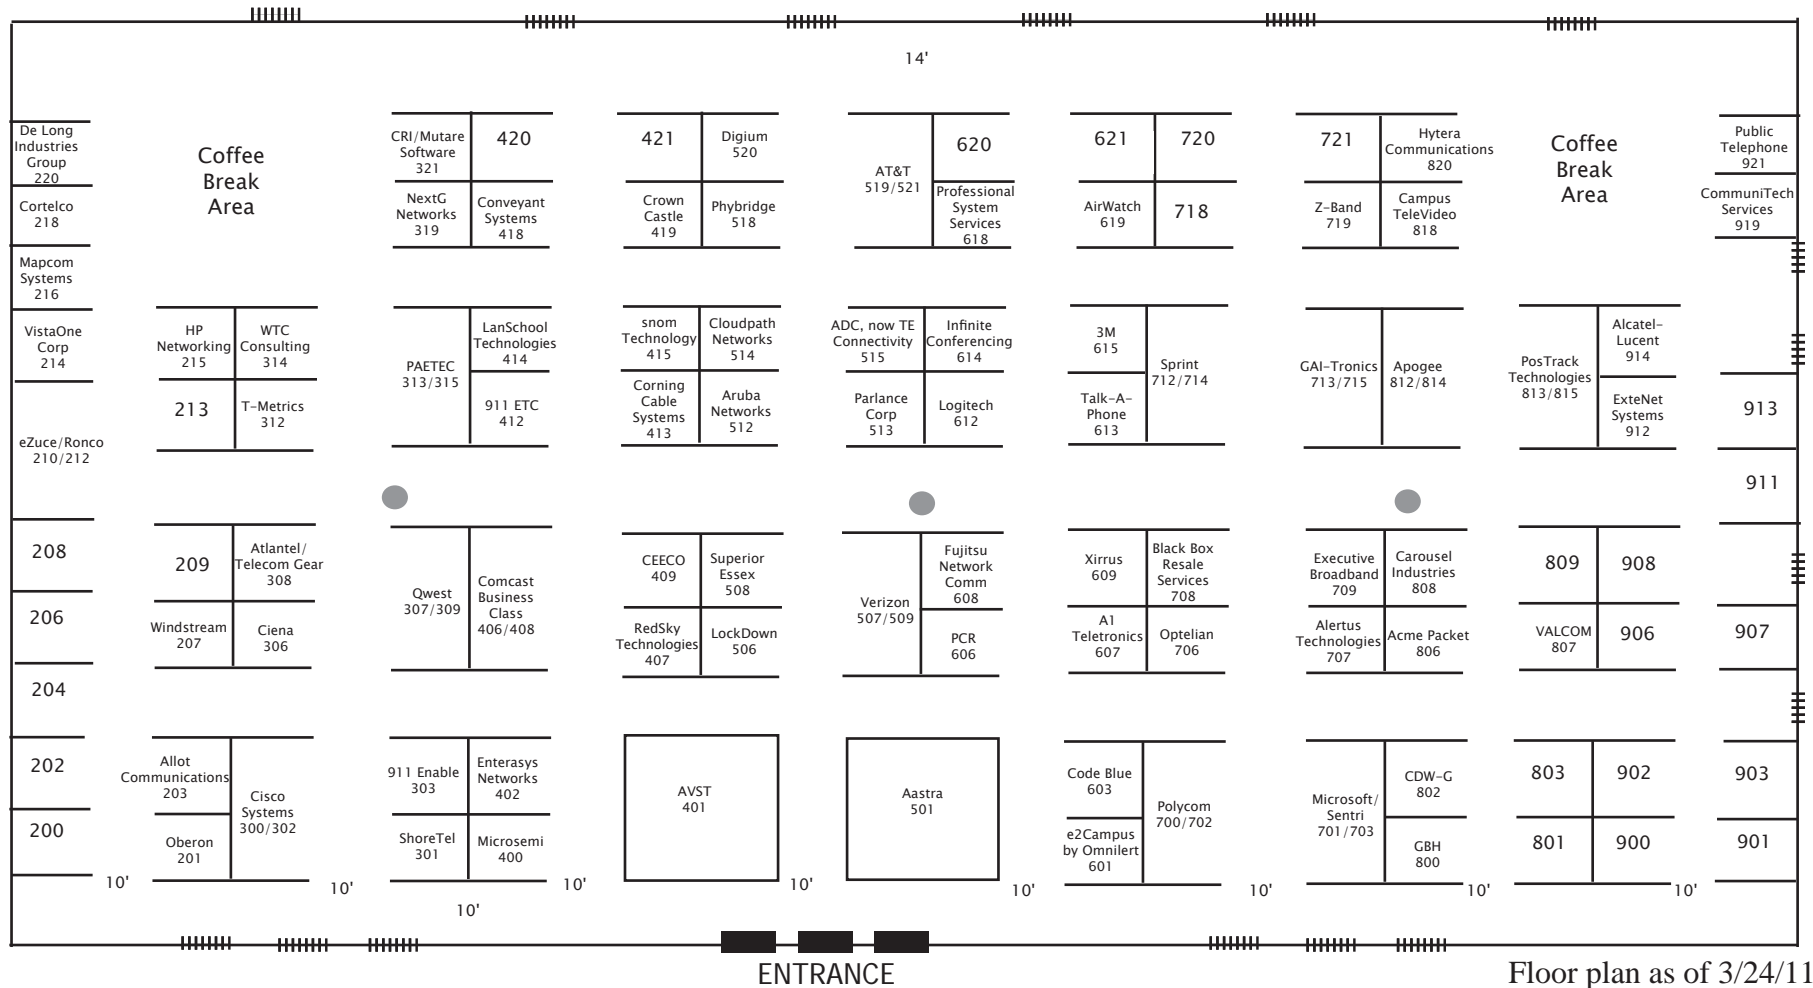 14'
De Long
Industries
Group
220
Cortelco
218
Mapcom
Systems
216
VistaOne
Corp
214
eZuce/Ronco
210/212
208
206
204
202
200
Coffee
Break
Area
HP
Networking
215
WTC
Consulting
314
213
T-Metrics
312
209
Atlantel/
Telecom Gear
308
Windstream
207
Ciena
306
Allot
Communications
203
Cisco
Systems
300/302
Oberon
201
CRI/Mutare
Software
321
420
NextG
Networks
319
Conveyant
Systems
418
PAETEC
313/315
LanSchool
Technologies
414
911 ETC
412
Qwest
307/309
Comcast
Business
Class
406/408
911 Enable
303
Enterasys
Networks
402
ShoreTel
301
Microsemi
400
421
Digium
520
Crown
Castle
419
Phybridge
518
snom
Technology
415
Cloudpath
Networks
514
Corning
Cable
Systems
413
Aruba
Networks
512
CEECO
409
Superior
Essex
508
RedSky
Technologies
407
LockDown
506
AVST
401
AT&T
519/521
620
Professional
System
Services
618
ADC, now TE
Connectivity
515
Infinite
Conferencing
614
Parlance
Corp
513
Logitech
612
Verizon
507/509
Fujitsu
Network
Comm
608
PCR
606
Aastra
501
621
720
AirWatch
619
718
3M
615
Sprint
712/714
Talk-A-
Phone
613
Xirrus
609
Black Box
Resale
Services
708
A1
Teletronics
607
Optelian
706
Code Blue
603
Polycom
700/702
e2Campus
by Omnilert
601
721
Hytera
Communications
820
Z-Band
719
Campus
TeleVideo
818
GAI-Tronics
713/715
Apogee
812/814
Executive
Broadband
709
Carousel
Industries
808
Alertus
Technologies
707
Acme Packet
806
Microsoft/
Sentri
701/703
CDW-G
802
GBH
800
Coffee
Break
Area
PosTrack
Technologies
813/815
Alcatel-
Lucent
914
ExteNet
Systems
912
809
908
VALCOM
807
906
803
902
801
900
Public
Telephone
921
CommuniTech
Services
919
913
911
907
903
901
10'
10'
10'
10'
10'
10'
10'
10'
10'
ENTRANCE
Floor plan as of 3/24/11